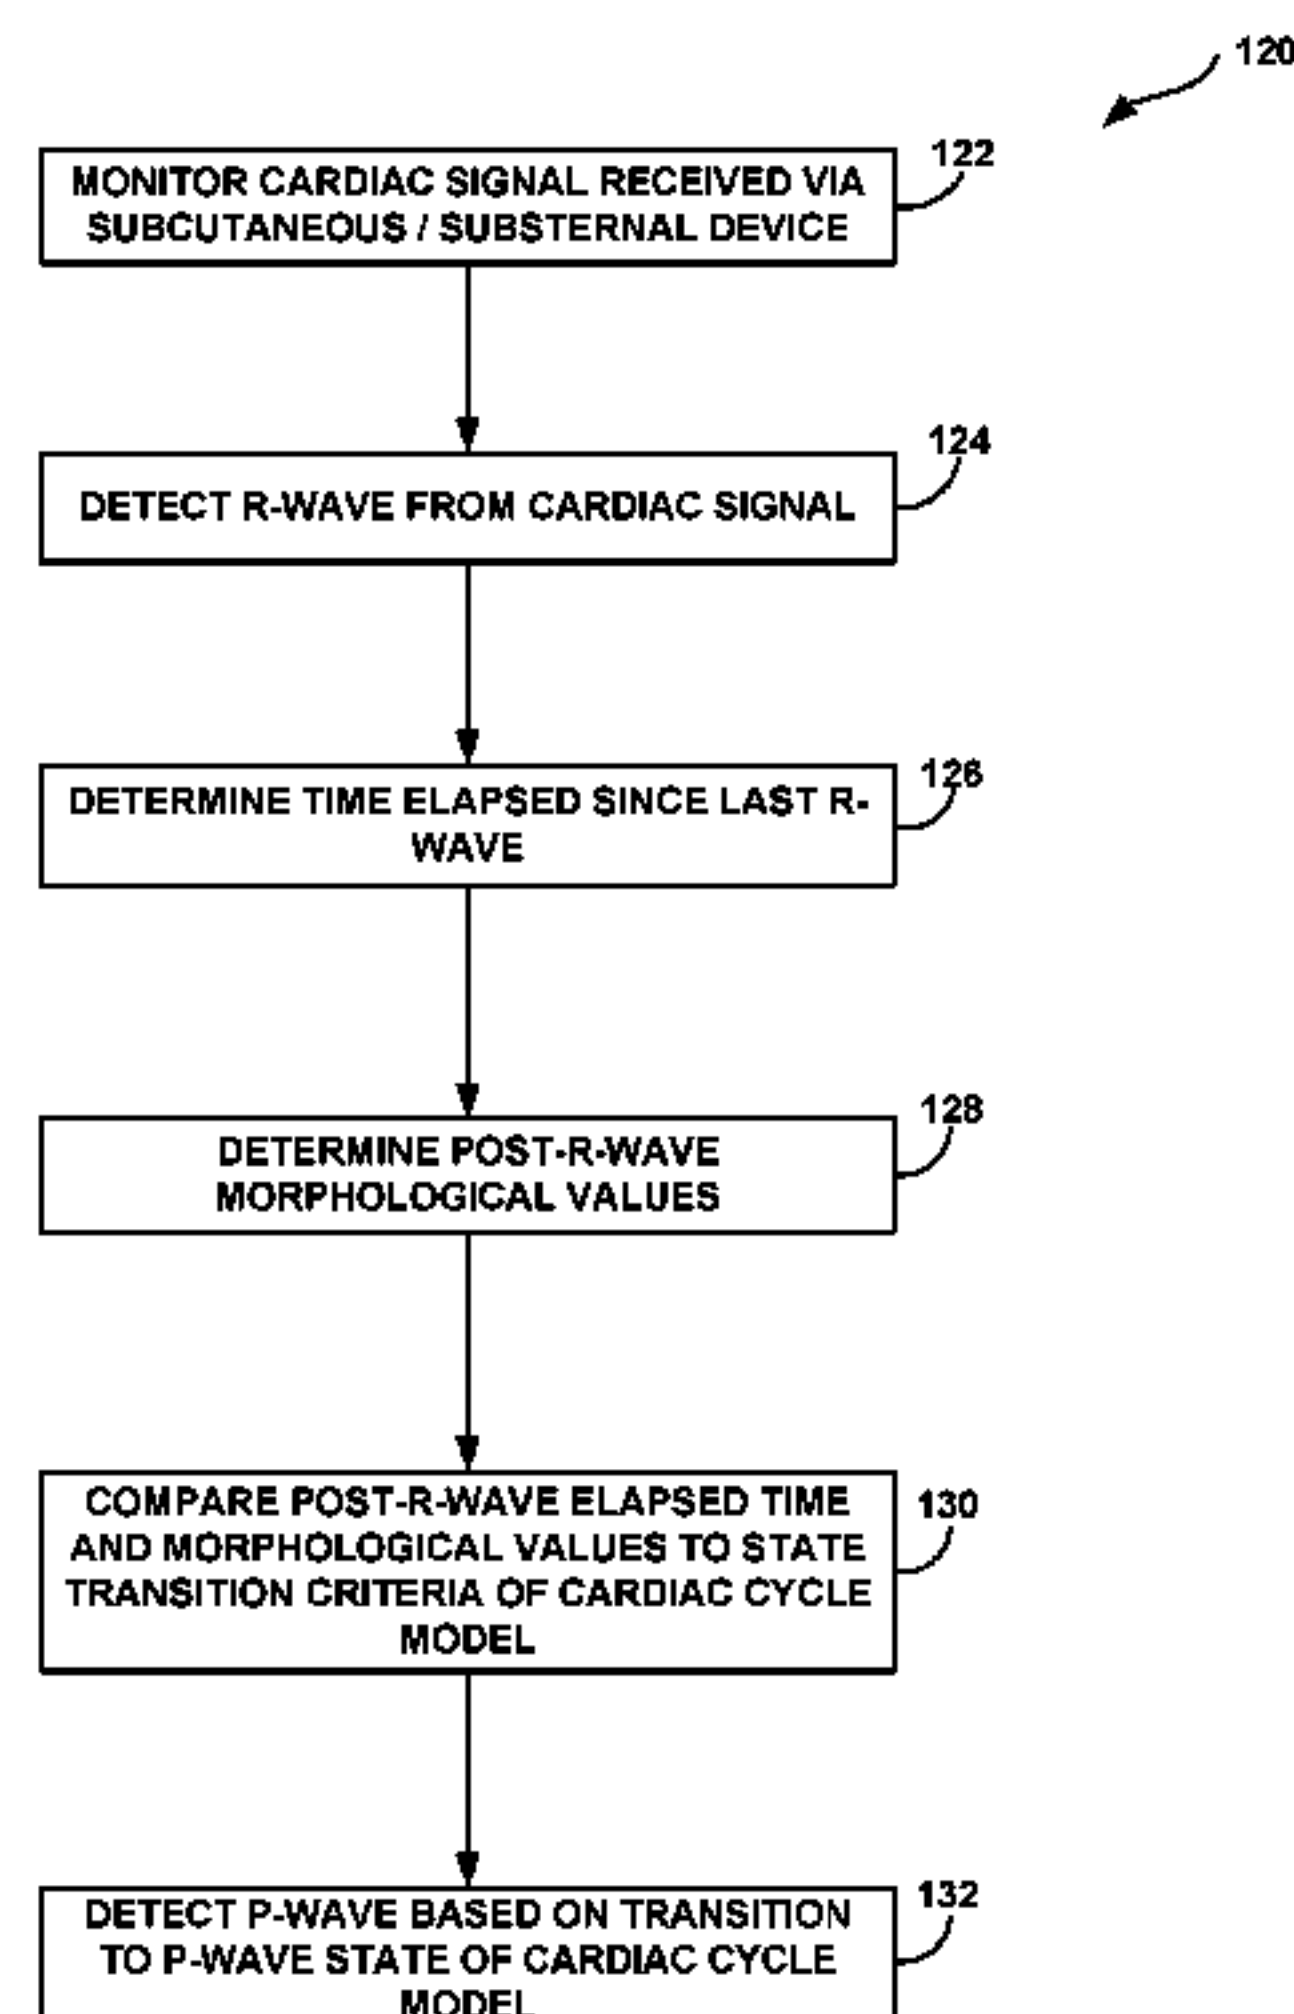 120
122
MONITOR CARDIAC SIGNAL RECEIVED VIA
SUBCUTANEOUS / SUBSTERNAL DEVICE
124
DETECT R-WAVE FROM CARDIAC SIGNAL
126
DETERMINE TIME ELAPSED SINCE LAST R-
WAVE
128
DETERMINE POST-R-WAVE
MORPHOLOGICAL VALUES
130
COMPARE POST-R-WAVE ELAPSED TIME
AND MORPHOLOGICAL VALUES TO STATE
TRANSITION CRITERIA OF CARDIAC CYCLE
MODEL
132
DETECT P-WAVE BASED ON TRANSITION
TO P-WAVE STATE OF CARDIAC CYCLE
MODEL